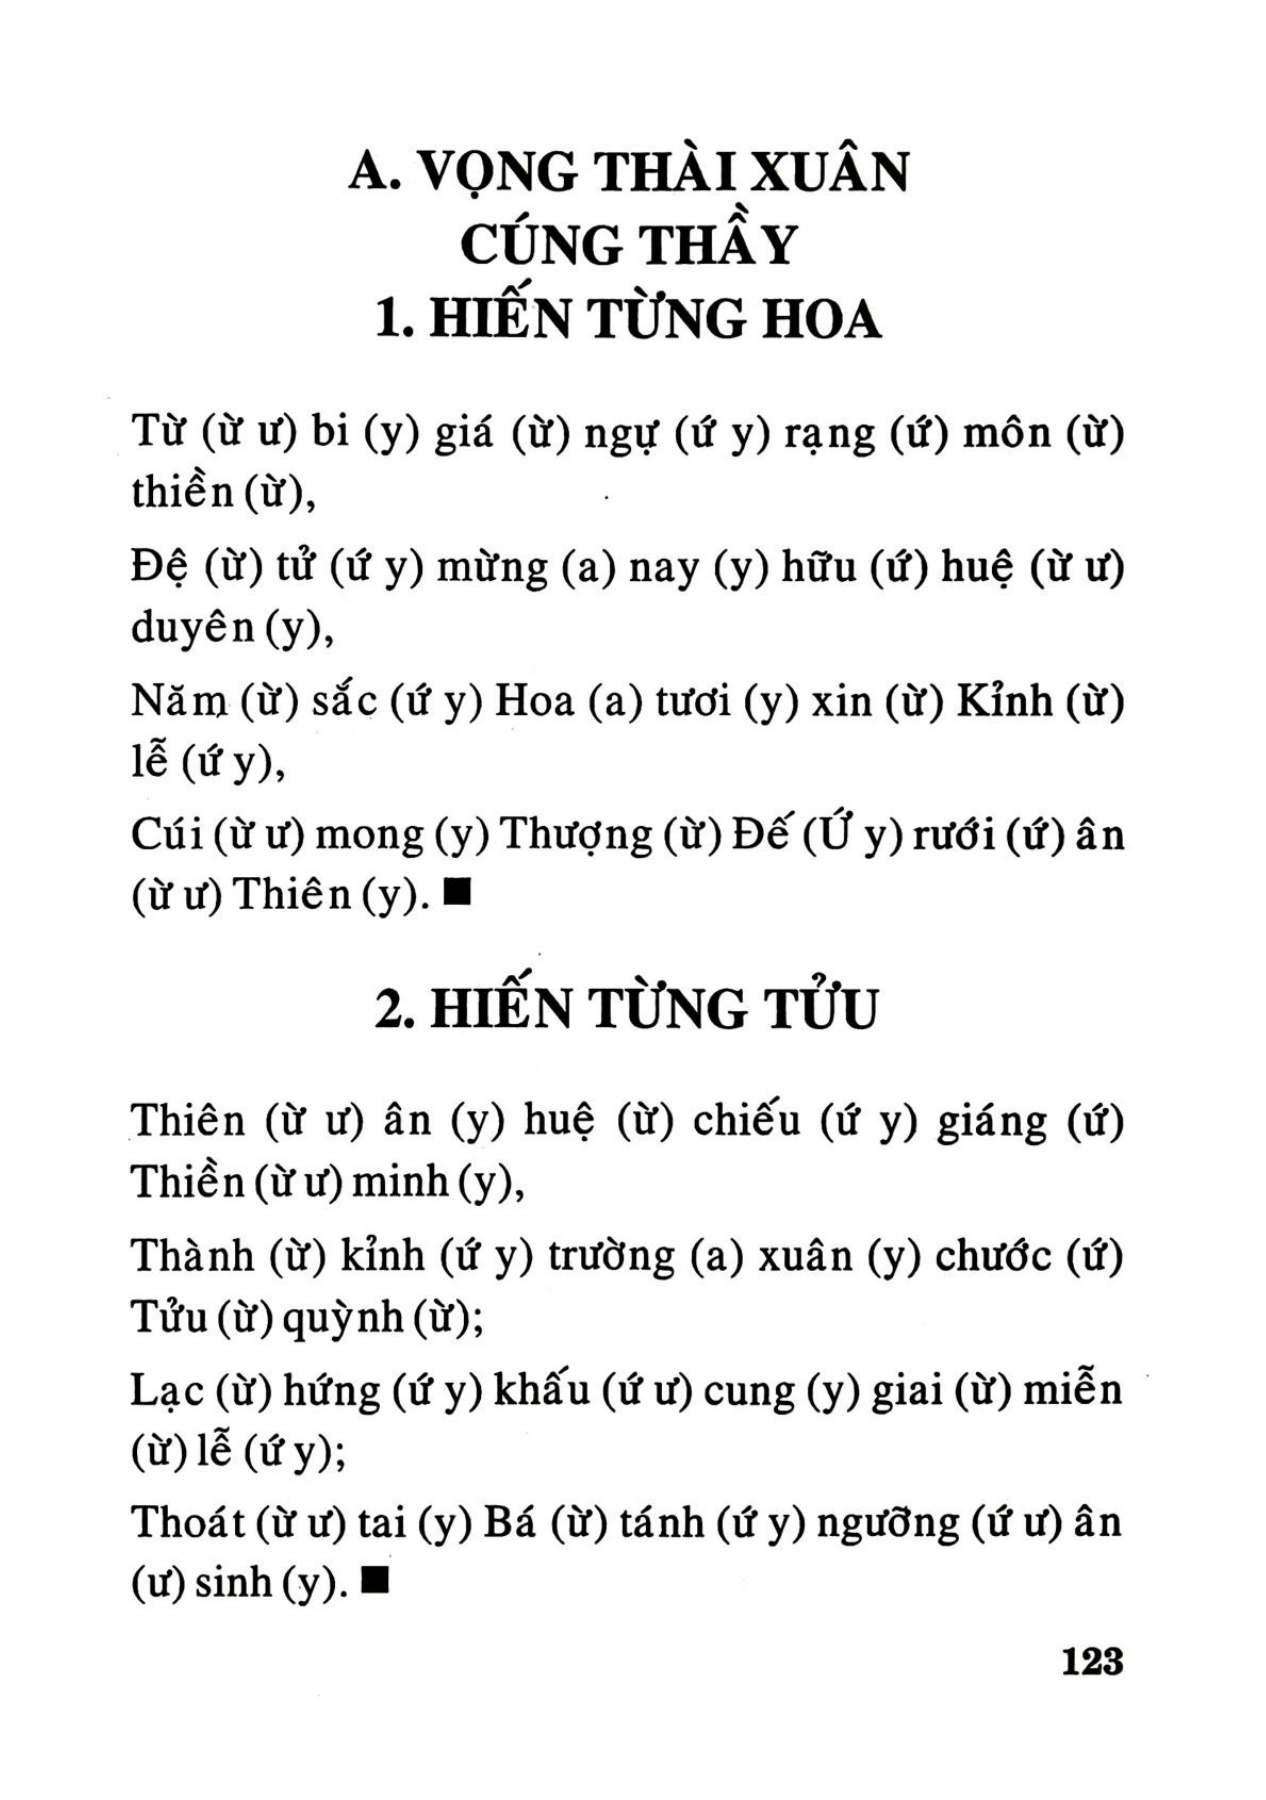 A. VỌNG THÀI XUÂN
CÚNG THẦY
1. HIẾN TỪNG HOA
Từ (ừ ư) bi (y) giá (ừ) ngự (ứ y) rạng (ứ) môn (ừ)
thiền (ừ),
Đệ (ừ) tử (ứ y) mừng (a) nay (y) hữu (ứ) huệ (ừ ư)
duyên (y),
Năm (ừ) sắc (ứ y) Hoa (a) tươi (y) xin (ừ) Kỉnh (ừ)
lễ (ứ y),
Cúi (ừ ư) mong (y) Thượng (ừ) Đế (Ứ y) rưới (ứ) ân
(ừ ư) Thiên (y). ■
2. HIẾN TỪNG TỬU
Thiên (ừ ư) ân (y) huệ (ừ) chiếu (ứ y) giáng (ứ)
Thiền (ừ ư) minh (y),
Thành (ừ) kỉnh (ứ y) trường (a) xuân (y) chước (ứ)
Tửu (ừ) quỳnh (ừ);
Lạc (ừ) hứng (ứ y) khấu (ứ ư) cung (y) giai (ừ) miễn
(ừ) lễ (ứ y);
Thoát (ừ ư) tai (y) Bá (ừ) tánh (ứ y) ngưỡng (ứ ư) ân
(ư) sinh (y). ■
123